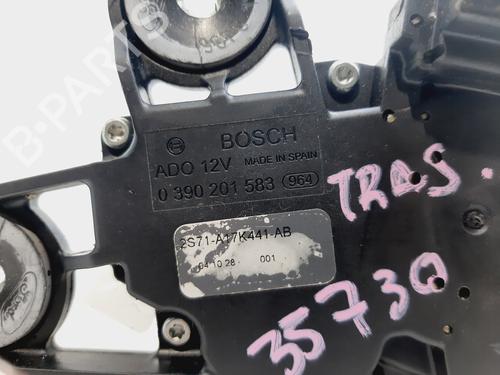 B-PARTS
BOSCH
ADO 12V MADE IN SPAIN
0 390 201 583 964
2S71-A17K441-AB
04 10 28 001
TRAS.
35730
Ford